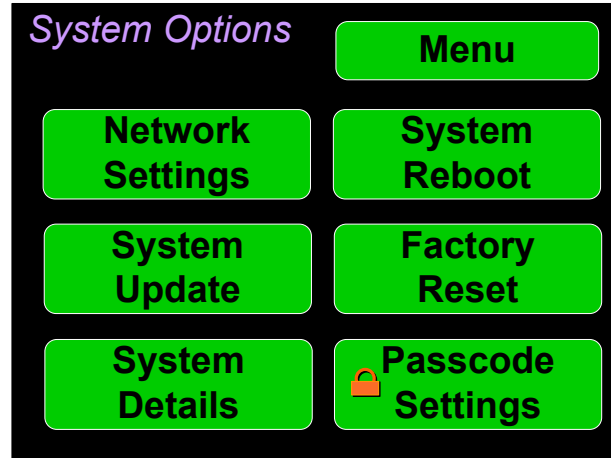 System Options
Menu
Network
Settings
System
Reboot
System
Update
Factory
Reset
System
Details
Passcode
Settings